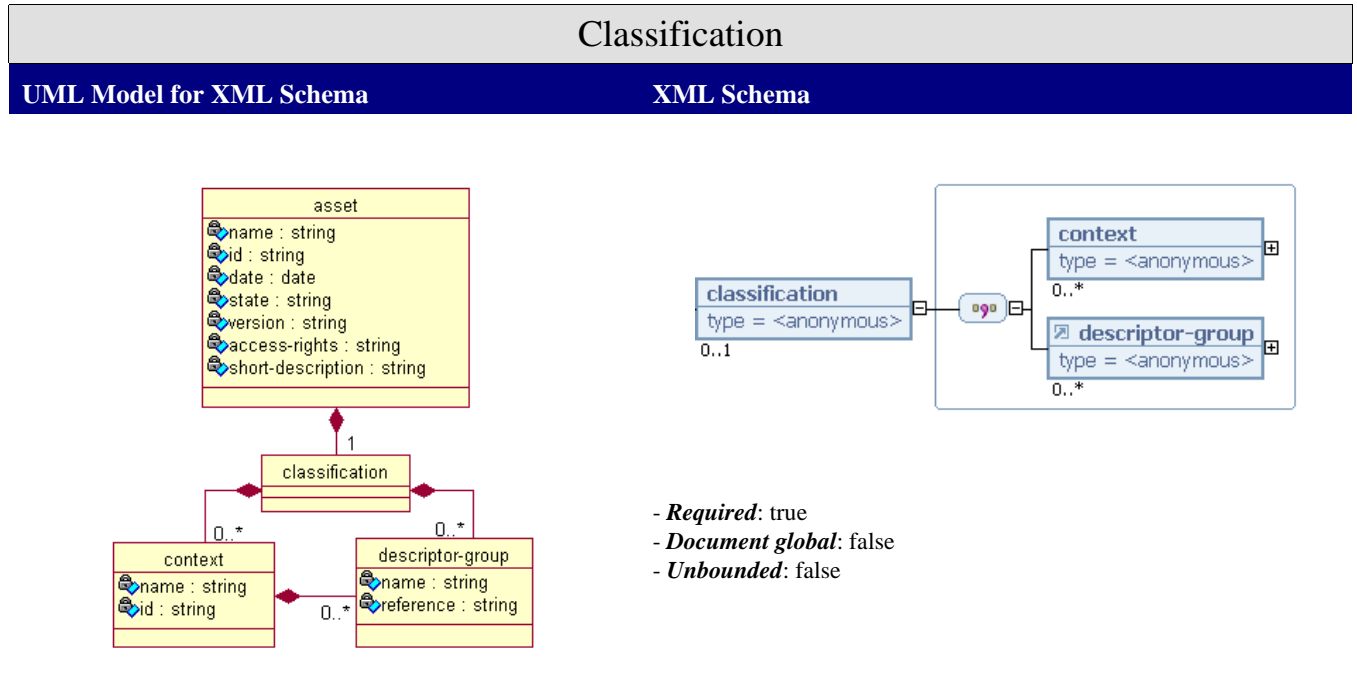 Classification
UML Model for XML Schema
XML Schema
asset
name : string
id : string
date : date
state : string
version : string
access-rights : string
short-description : string
1
classification
0..*
0..*
context
name : string
id : string
0..*
descriptor-group
name : string
reference : string
classification
type = <anonymous>
0..1
context
type = <anonymous>
0..*
descriptor-group
type = <anonymous>
0..*
- Required: true
- Document global: false
- Unbounded: false